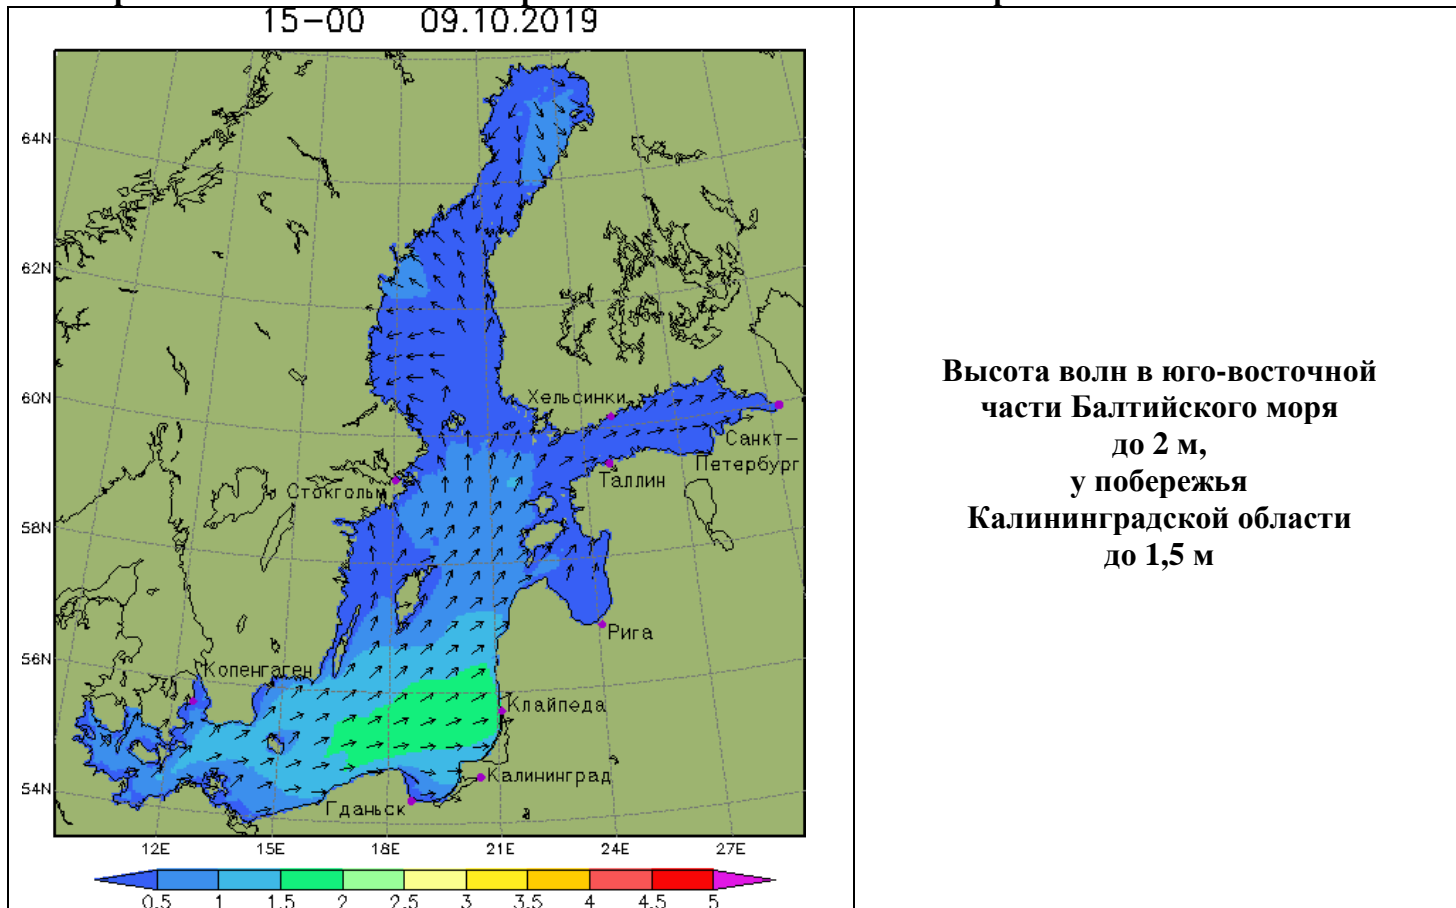 15-00 09.10.2019
64N
62N
60N
58N
56N
54N
Хельсинки
Санкт-
Петербург
Таллин
Стокгольм
Рига
Копенгаген
Клайпеда
Калининград
Гданьск
12E 15E 18E 21E 24E 27E
0.5 1 1.5 2 2.5 3 3.5 4 4.5 5
Высота волн в юго-восточной
части Балтийского моря
до 2 м,
у побережья
Калининградской области
до 1,5 м